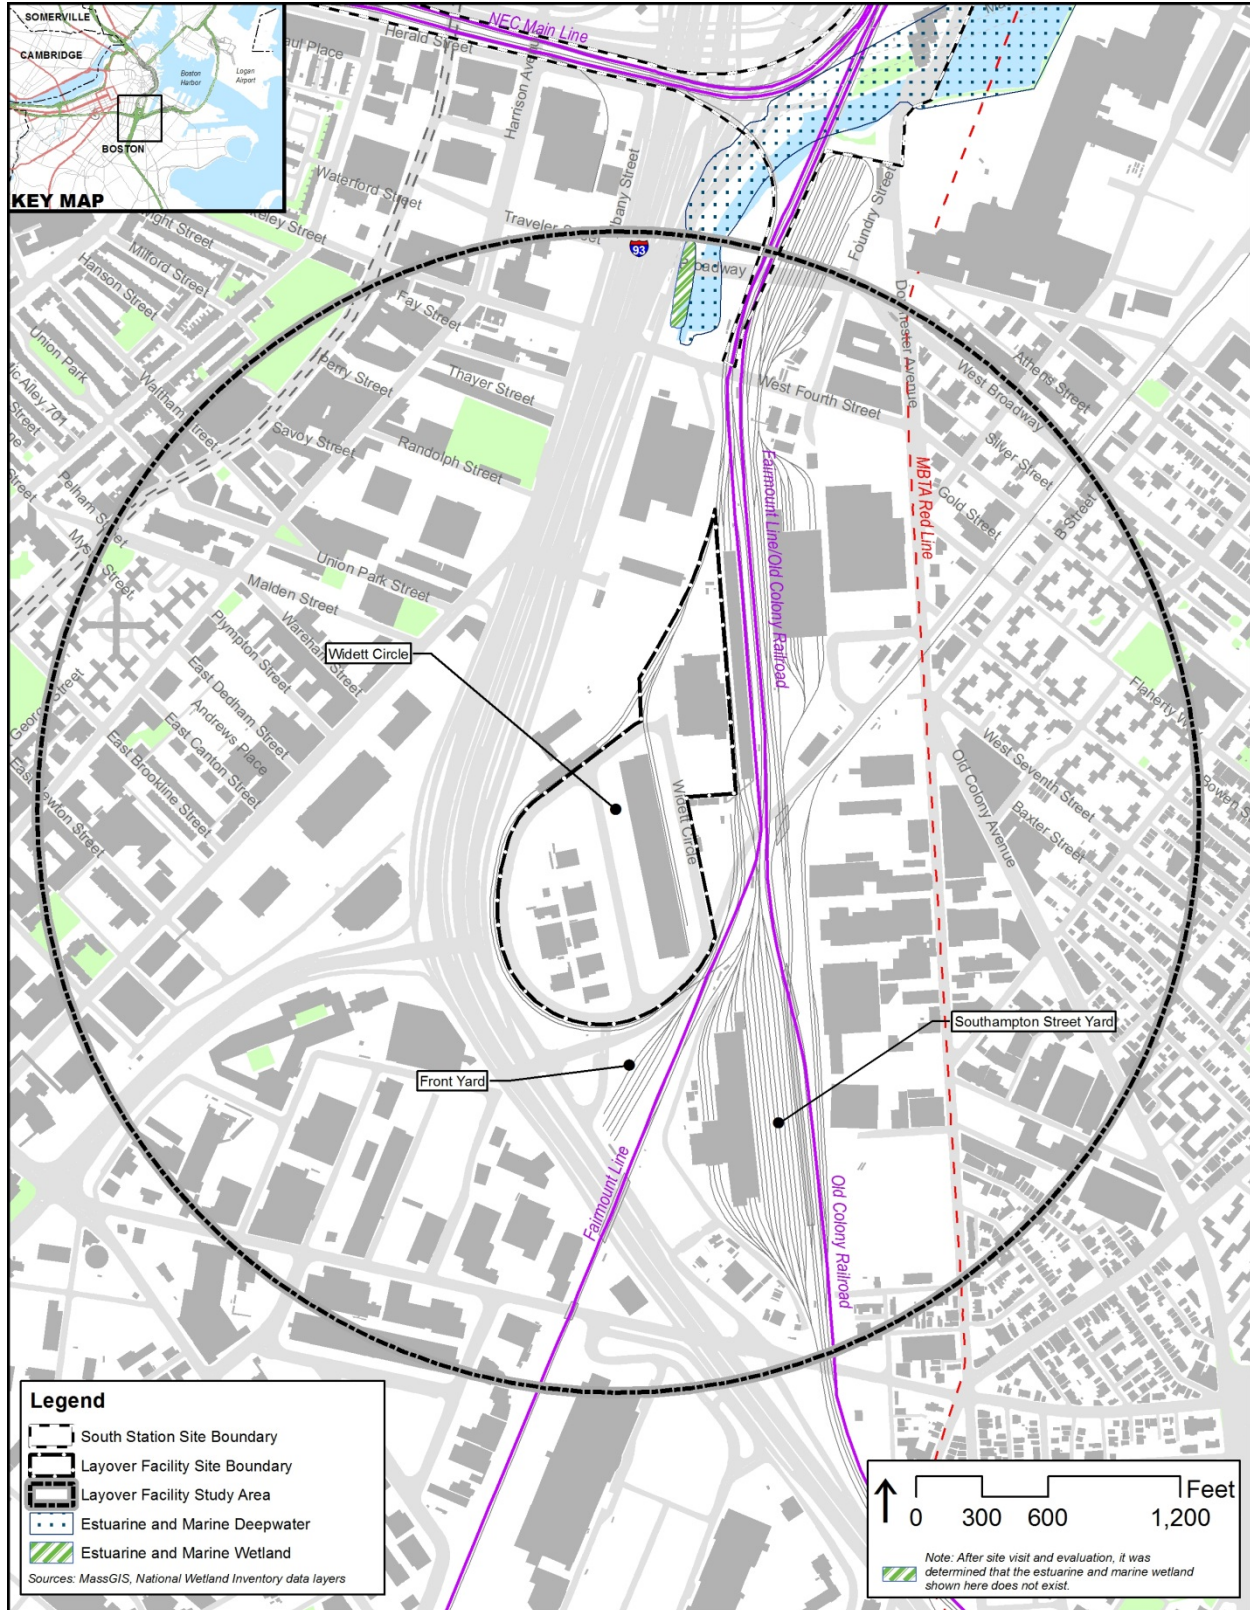 SOMERVILLE
CAMBRIDGE
Boston
Harbor
Logan
Airport
BOSTON
KEY MAP
NEC Main Line
Herald Street
Paul Place
Harrison Avenue
Waterford Street
Albany Street
Traveler Street
Foundry Street
Berkeley Street
Dwight Street
Milford Street
Hanson Street
93
Broadway
Dorchester Avenue
Union Park
Fay Street
Perry Street
Thaver Street
Athens Street
West Broadway
West Fourth Street
Waltham Street
Savoy Street
Randolph Street
Silver Street
Gold Street
B Street
Fairmount Line/Old Colony Railroad
MBTA Red Line
Pelham Street
Union Park Street
Malden Street
Wareham Street
Plympton Street
East Dedham Street
Andrews Place
East Canton Street
East Brookline Street
Widett Circle
Widett Circle
Flaherty W
West Seventh Street
Old Colony Avenue
Baxter Street
Bowen S
Southampton Street Yard
Front Yard
Fairmount Line
Old Colony Railroad
Legend
South Station Site Boundary
Layover Facility Site Boundary
Layover Facility Study Area
Estuarine and Marine Deepwater
Estuarine and Marine Wetland
Sources: MassGIS, National Wetland Inventory data layers
Feet
0 300 600 1,200
Note: After site visit and evaluation, it was
determined that the estuarine and marine wetland
shown here does not exist.